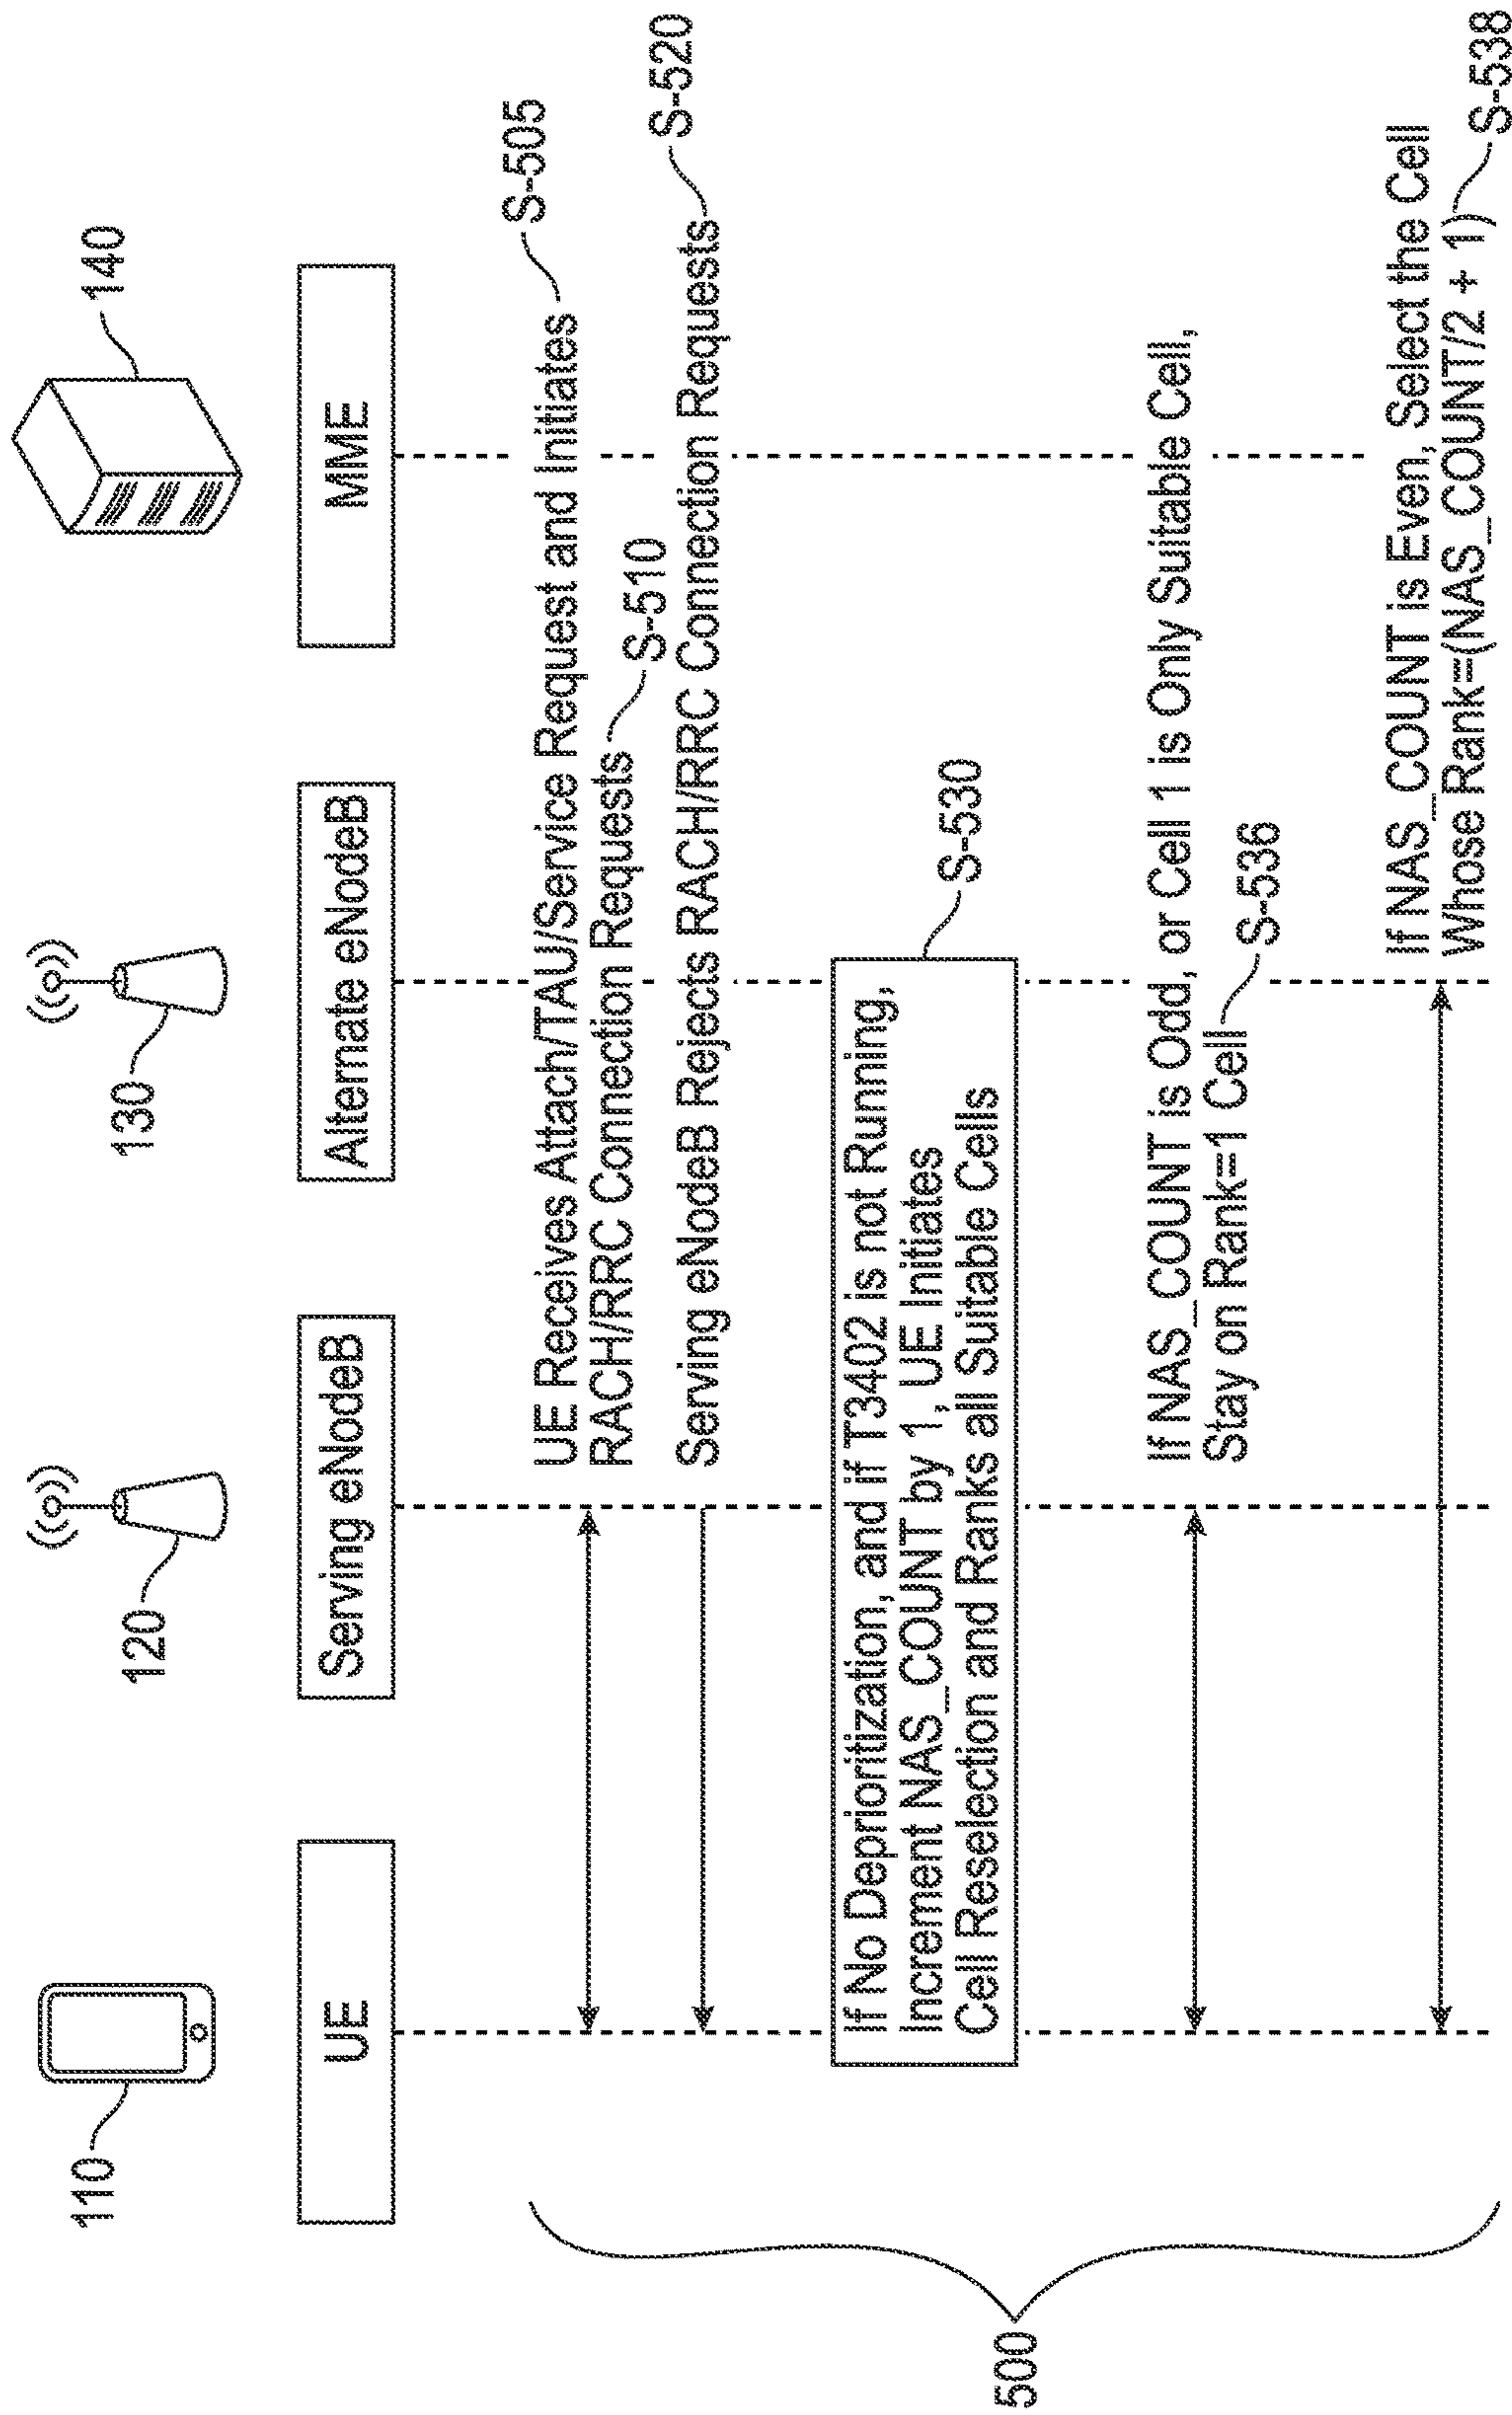 110
120
130
140
UE
Serving eNodeB
Alternate eNodeB
MME
S-505
UE Receives Attach/TAU/Service Request and Initiates
RACH/RRC Connection Requests
S-510
S-520
Serving eNodeB Rejects RACH/RRC Connection Requests
If No Deprioritization, and if T3402 is not Running,
Increment NAS_COUNT by 1, UE Initiates
Cell Reselection and Ranks all Suitable Cells
S-530
If NAS_COUNT is Odd, or Cell 1 is Only Suitable Cell,
Stay on Rank=1 Cell
S-536
If NAS_COUNT is Even, Select the Cell
Whose Rank=(NAS_COUNT/2 + 1)
S-538
500